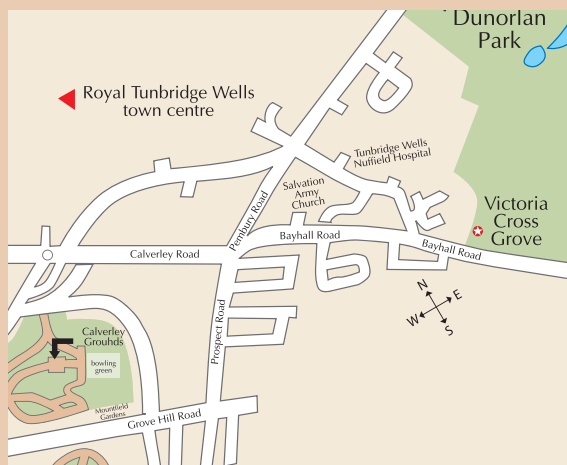 Dunorlan
Park
Royal Tunbridge Wells
town centre
Tunbridge Wells
Nuffield Hospital
Salvation
Army
Church
Pembury Road
Victoria
Cross
Grove
Bayhall Road
Bayhall Road
Calverley Road
N
E
W
S
Prospect Road
Calverley
Grouhds
bowling
green
Mountfield
Gardens
Grove Hill Road